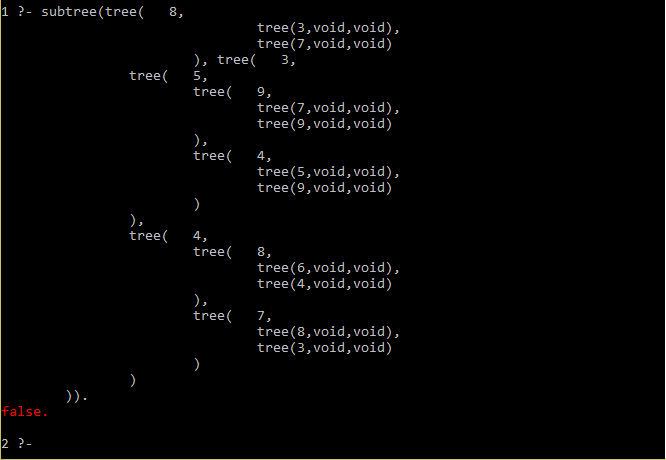 1 ?- subtree(tree(   8,
                                tree(3,void,void),
                                tree(7,void,void)
                        ), tree(   3,
                tree(   5,
                        tree(   9,
                                tree(7,void,void),
                                tree(9,void,void)
                        ),
                        tree(   4,
                                tree(5,void,void),
                                tree(9,void,void)
                        )
                ),
                tree(   4,
                        tree(   8,
                                tree(6,void,void),
                                tree(4,void,void)
                        ),
                        tree(   7,
                                tree(8,void,void),
                                tree(3,void,void)
                        )
                )
        )).
false.
2 ?-